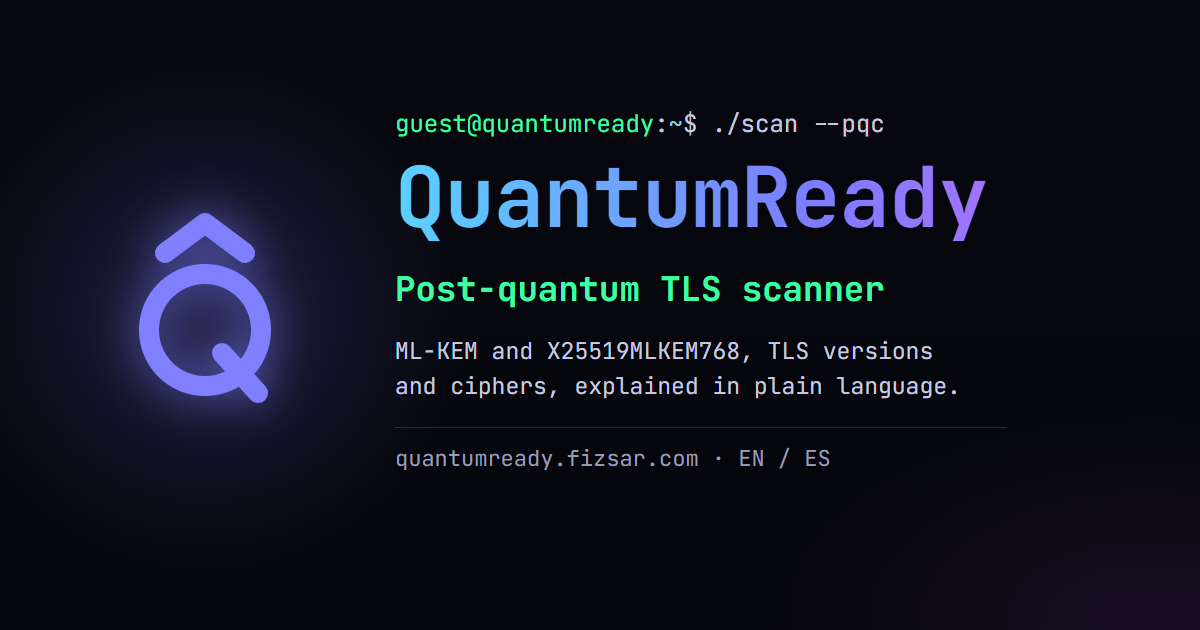 Q̂
guest@quantumready:~$ ./scan --pqc
QuantumReady
Post-quantum TLS scanner
ML-KEM and X25519MLKEM768, TLS versions
and ciphers, explained in plain language.
quantumready.fizsar.com · EN / ES